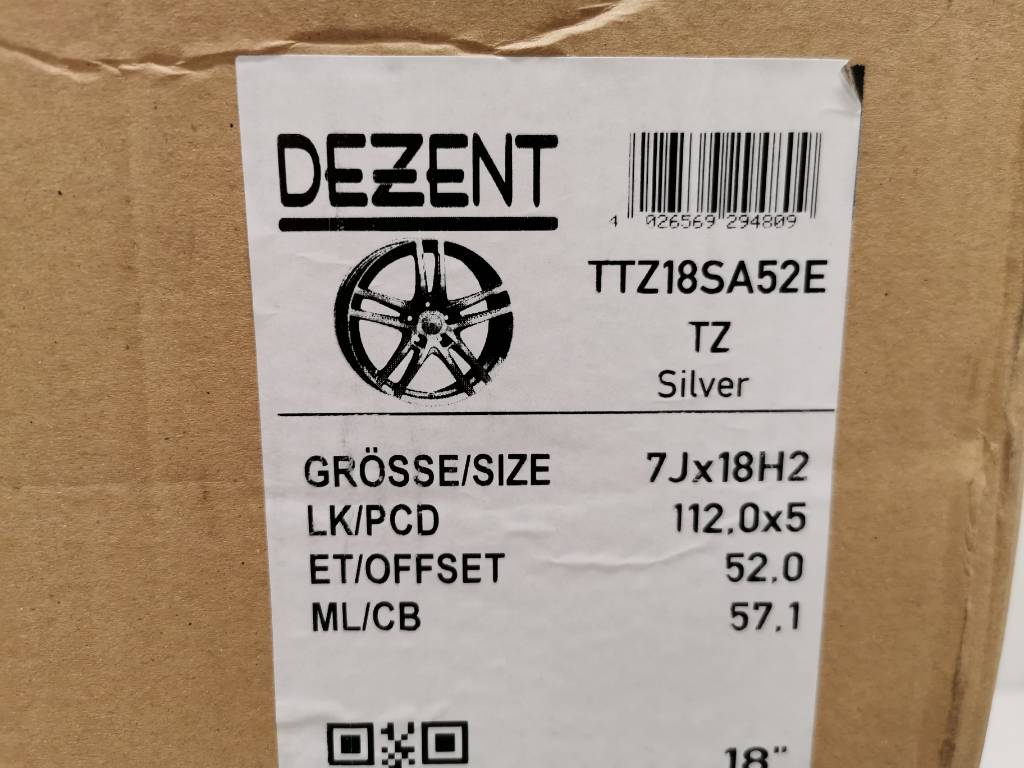 DEZENT
4 026569 294809
TTZ18SA52E
TZ
Silver
GRÖSSE/SIZE 7Jx18H2
LK/PCD 112.0x5
ET/OFFSET 52.0
ML/CB 57.1
18"